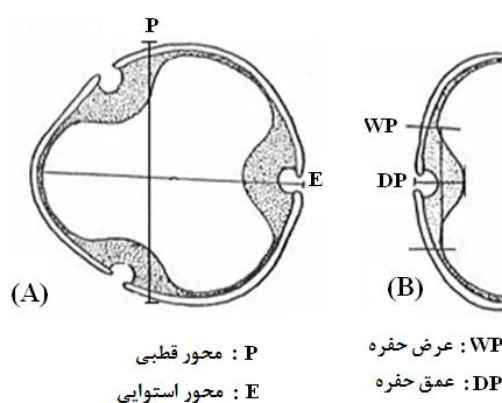 P
WP
E
DP
(A)
(B)
P : محور قطبی
WP : عرض حفره
E : محور استوایی
DP : عمق حفره